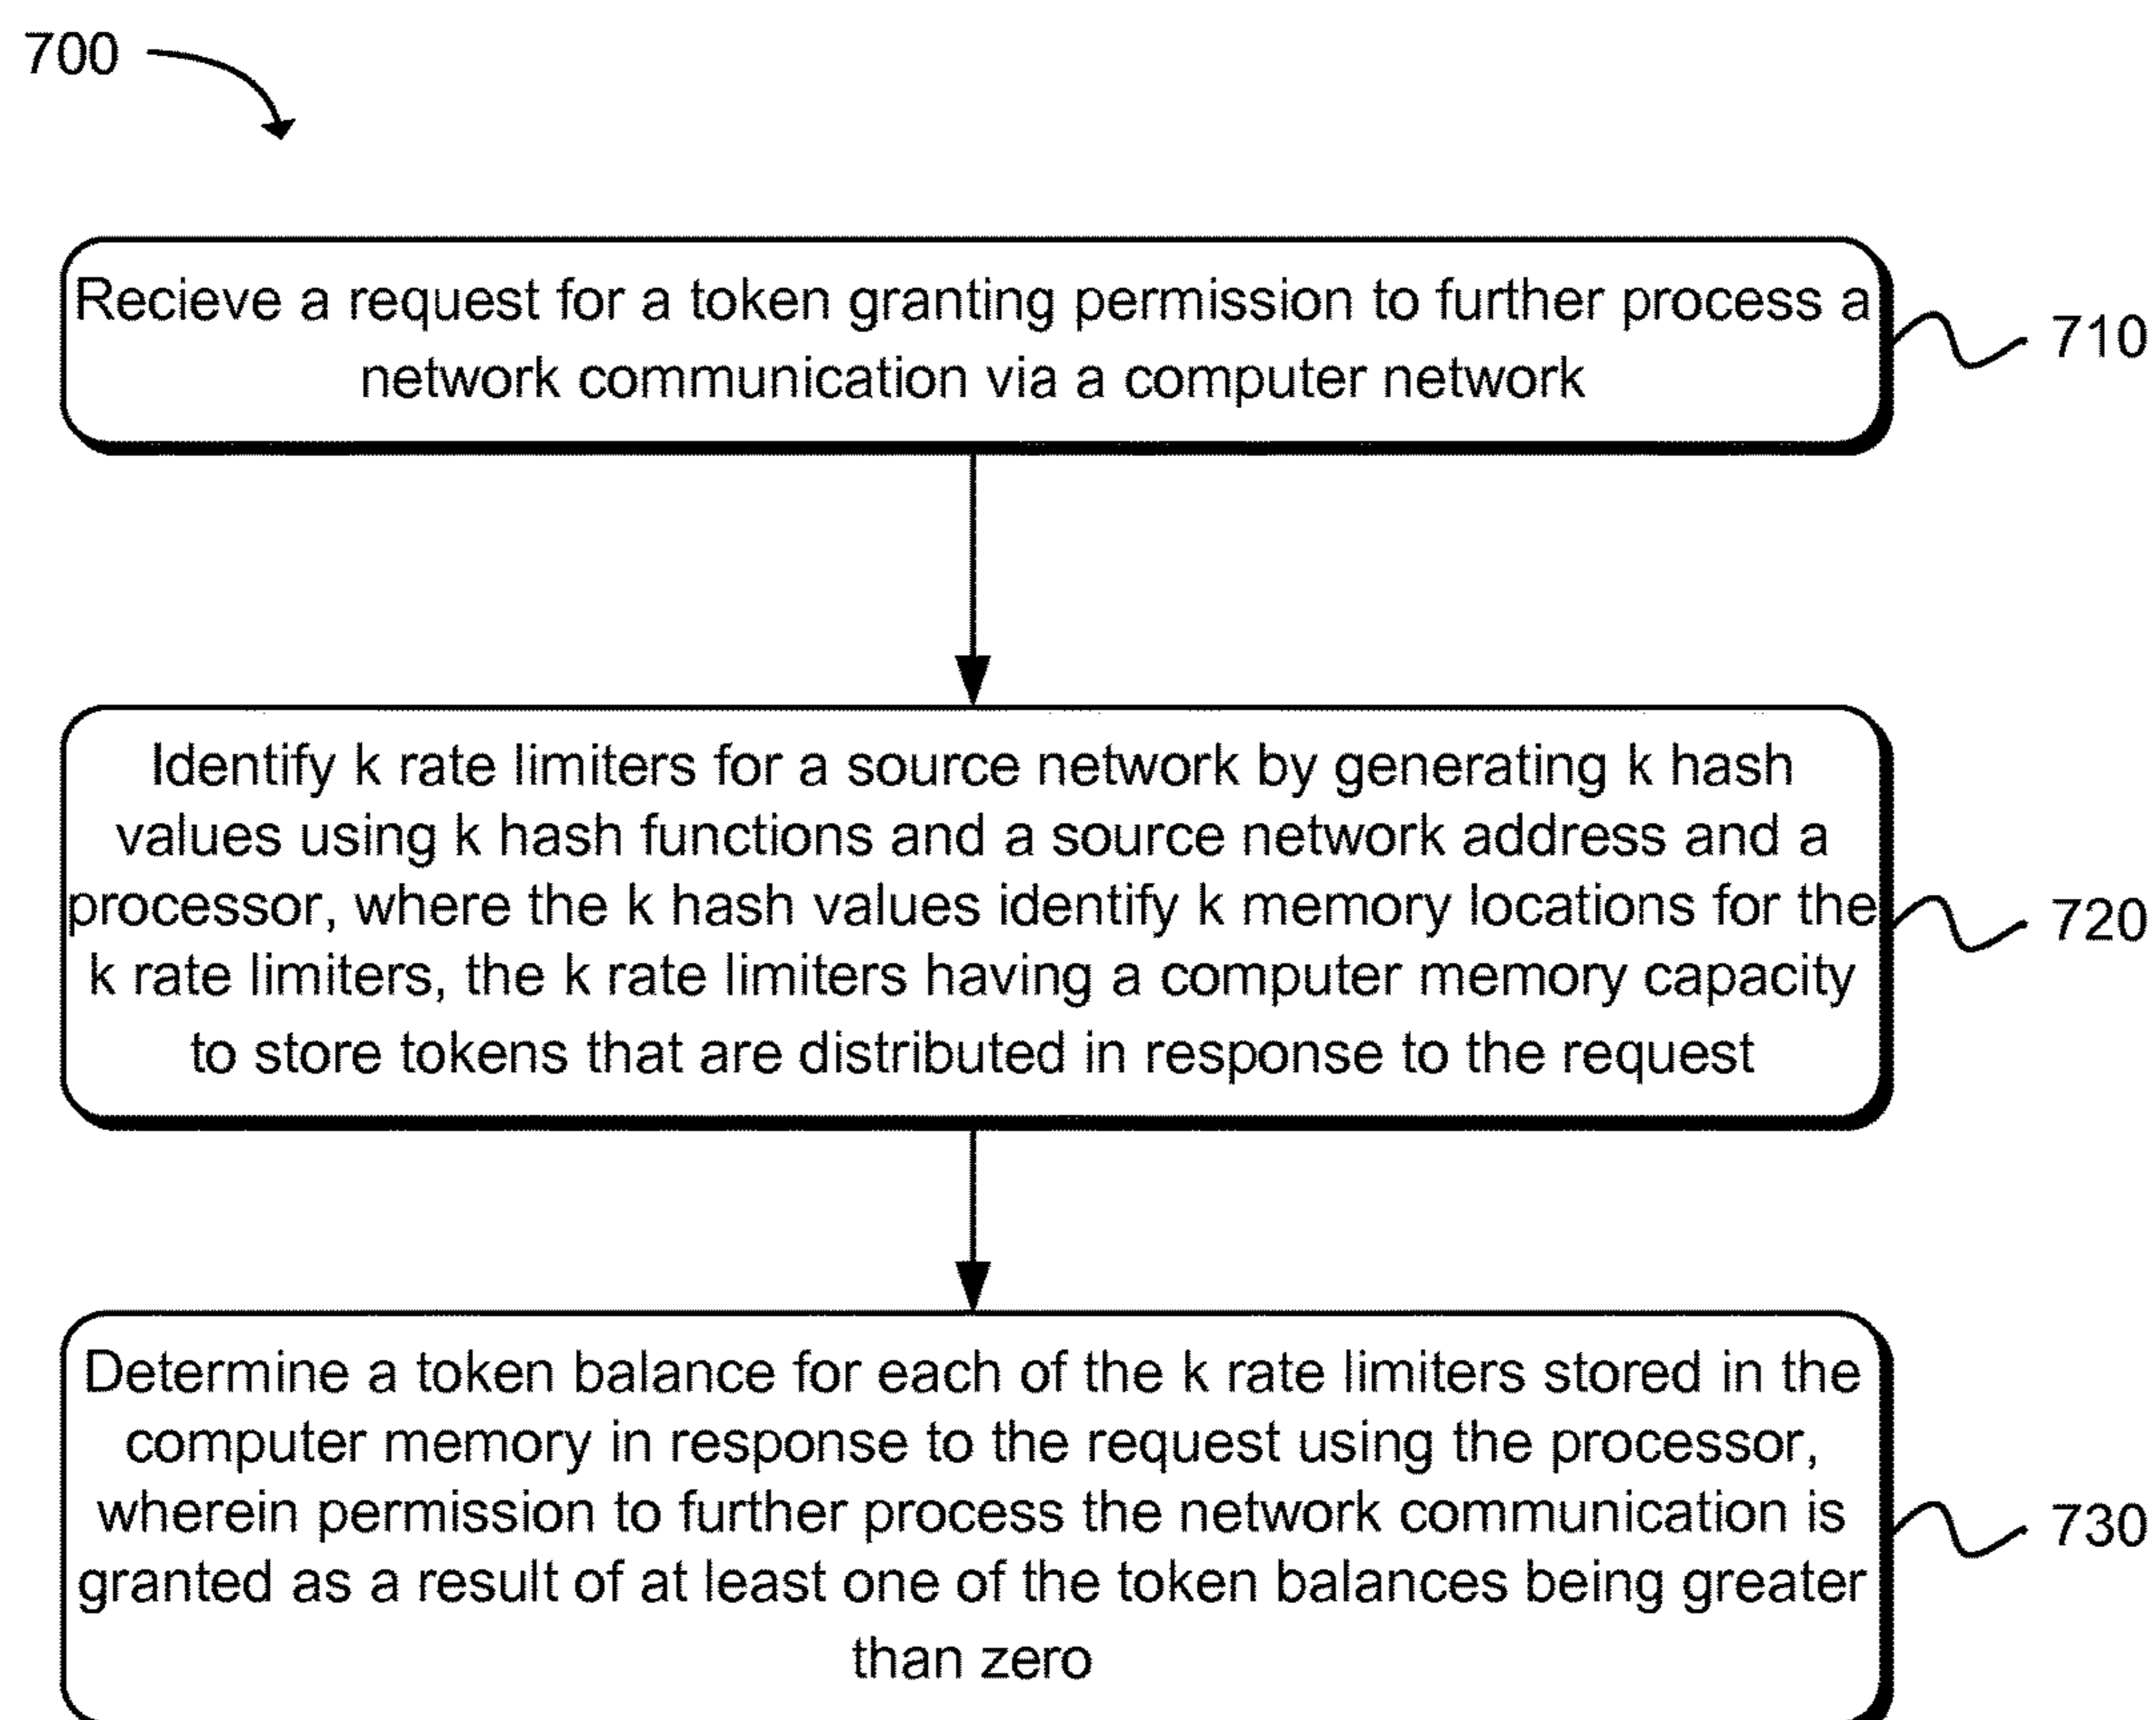 700
Recieve a request for a token granting permission to further process a
network communication via a computer network
710
Identify k rate limiters for a source network by generating k hash
values using k hash functions and a source network address and a
processor, where the k hash values identify k memory locations for the
k rate limiters, the k rate limiters having a computer memory capacity
to store tokens that are distributed in response to the request
720
Determine a token balance for each of the k rate limiters stored in the
computer memory in response to the request using the processor,
wherein permission to further process the network communication is
granted as a result of at least one of the token balances being greater
than zero
730